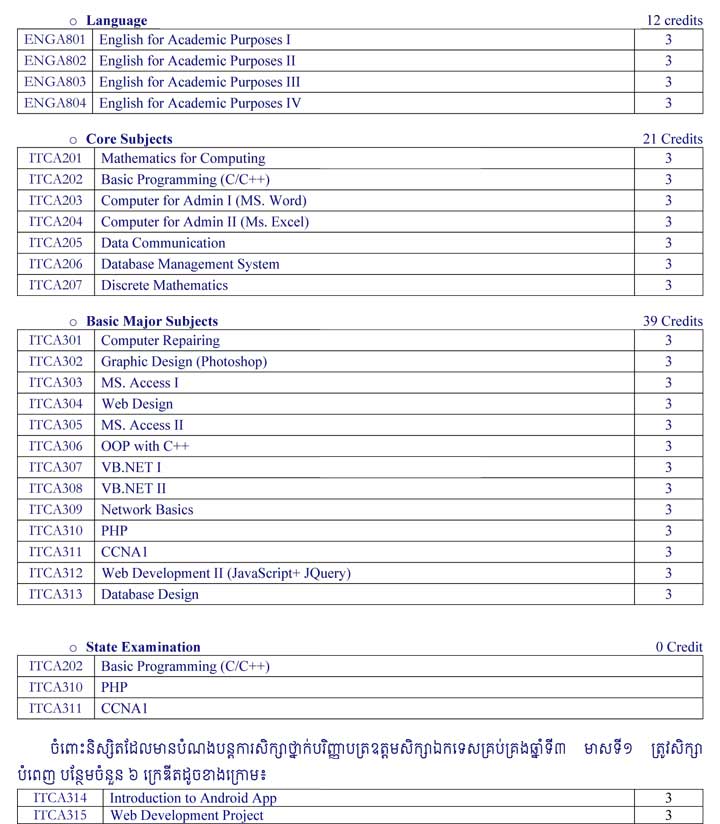 o Language 12 credits
ENGA801 English for Academic Purposes I 3
ENGA802 English for Academic Purposes II 3
ENGA803 English for Academic Purposes III 3
ENGA804 English for Academic Purposes IV 3
o Core Subjects 21 Credits
ITCA201 Mathematics for Computing 3
ITCA202 Basic Programming (C/C++) 3
ITCA203 Computer for Admin I (MS. Word) 3
ITCA204 Computer for Admin II (Ms. Excel) 3
ITCA205 Data Communication 3
ITCA206 Database Management System 3
ITCA207 Discrete Mathematics 3
o Basic Major Subjects 39 Credits
ITCA301 Computer Repairing 3
ITCA302 Graphic Design (Photoshop) 3
ITCA303 MS. Access I 3
ITCA304 Web Design 3
ITCA305 MS. Access II 3
ITCA306 OOP with C++ 3
ITCA307 VB.NET I 3
ITCA308 VB.NET II 3
ITCA309 Network Basics 3
ITCA310 PHP 3
ITCA311 CCNA1 3
ITCA312 Web Development II (JavaScript+ JQuery) 3
ITCA313 Database Design 3
o State Examination 0 Credit
ITCA202 Basic Programming (C/C++)
ITCA310 PHP
ITCA311 CCNA1
ចំពោះនិស្សិតដែលមានបំណងបន្តការសិក្សាថ្នាក់បរិញ្ញាបត្រឧត្តមសិក្សាឯកទេសគ្រប់គ្រងឆ្នាំទី៣ មាសទី១ ត្រូវសិក្សា
បំពេញ បន្ថែមចំនួន ៦ ក្រេឌីតដូចខាងក្រោម៖
ITCA314 Introduction to Android App 3
ITCA315 Web Development Project 3